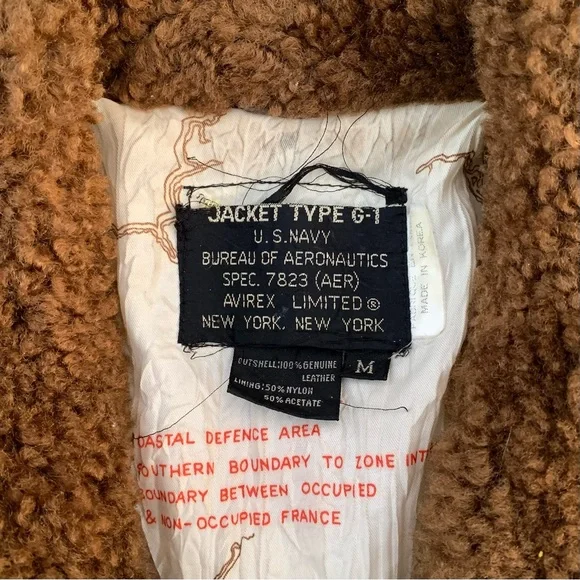 JACKET TYPE G-1
U.S.NAVY
BUREAU OF AERONAUTICS
SPEC. 7823 (AER)
AVIREX LIMITED®
NEW YORK, NEW YORK
MADE IN KOREA
OUTSHELL:100%GENUINE
LEATHER
LINING:50%NYLON
50%ACETATE
M
OASTAL DEFENCE AREA
OUTHERN BOUNDARY TO ZONE INT
BOUNDARY BETWEEN OCCUPIED
& NON-OCCUPIED FRANCE